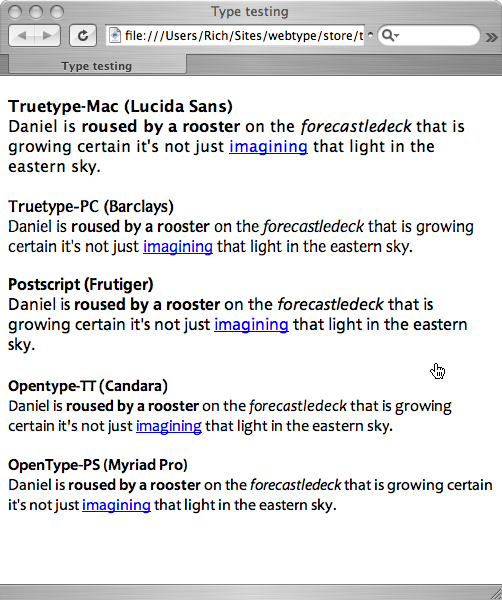 Type testing
file:///Users/Rich/Sites/webtype/store/t
Type testing
Truetype-Mac (Lucida Sans)
Daniel is roused by a rooster on the forecastledeck that is
growing certain it's not just imagining that light in the
eastern sky.
Truetype-PC (Barclays)
Daniel is roused by a rooster on the forecastledeck that is growing
certain it's not just imagining that light in the eastern sky.
Postscript (Frutiger)
Daniel is roused by a rooster on the forecastledeck that is
growing certain it's not just imagining that light in the eastern
sky.
Opentype-TT (Candara)
Daniel is roused by a rooster on the forecastledeck that is growing
certain it's not just imagining that light in the eastern sky.
OpenType-PS (Myriad Pro)
Daniel is roused by a rooster on the forecastledeck that is growing certain
it's not just imagining that light in the eastern sky.